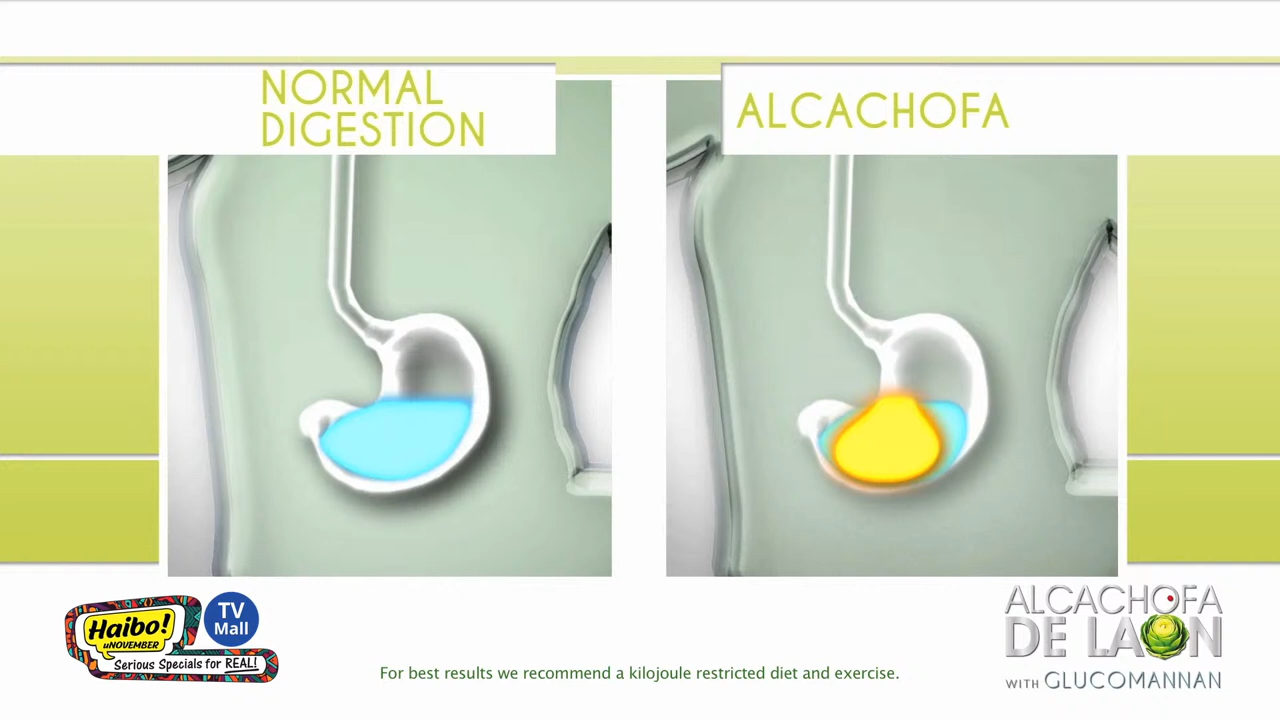 NORMAL
DIGESTION
ALCACHOFA
Haibo!
uNOVEMBER
Serious Specials for REAL!
TV
Mall
For best results we recommend a kilojoule restricted diet and exercise.
ALCACHOFA
DE LAON
WITH GLUCOMANNAN